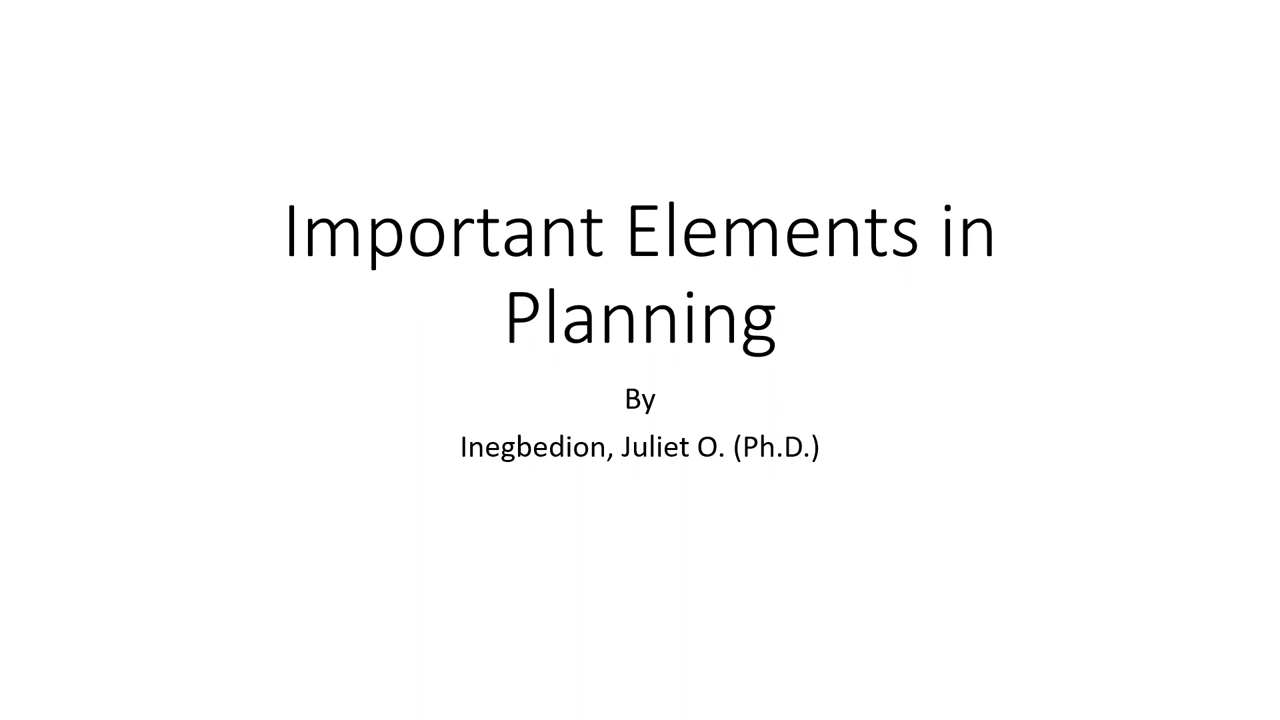 Important Elements in
Planning
By
Inegbedion, Juliet O. (Ph.D.)